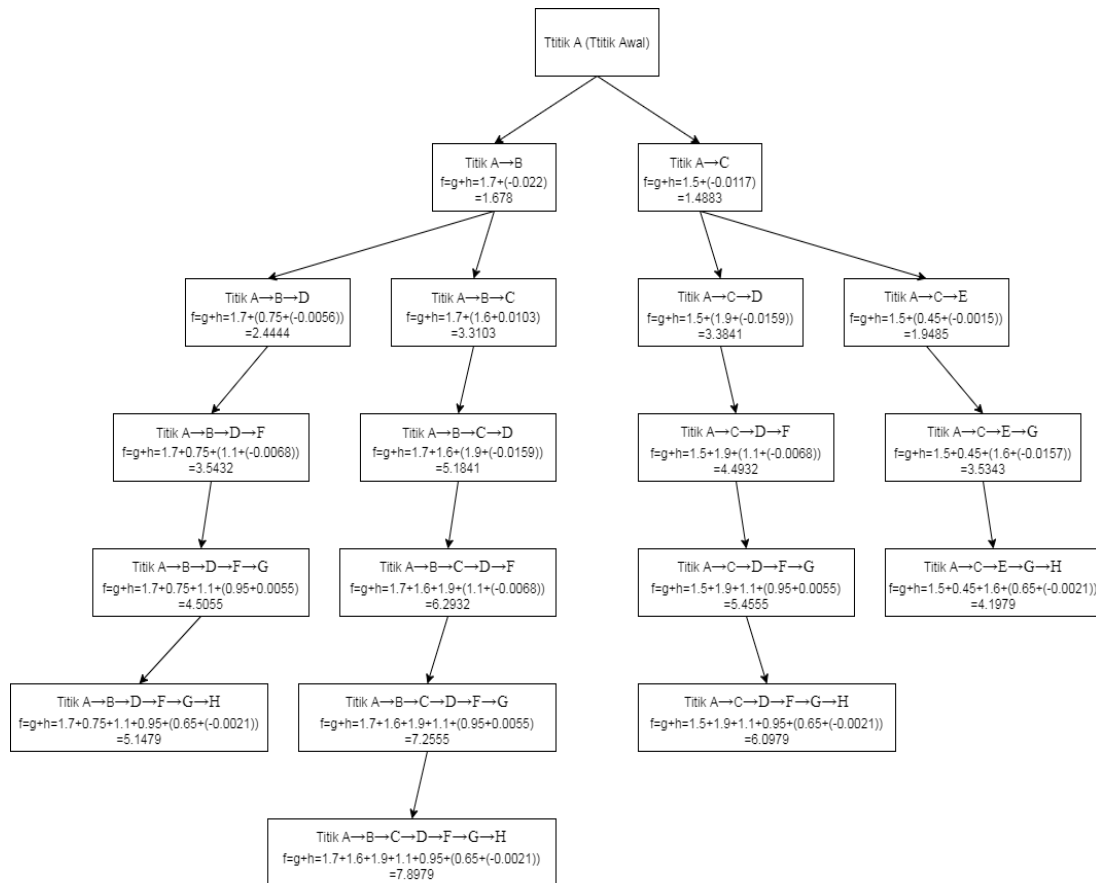 Ttitik A (Ttitik Awal)
Titik A→B
f=g+h=1.7+(-0.022)
=1.678
Titik A→C
f=g+h=1.5+(-0.0117)
=1.4883
Titik A→B→D
f=g+h=1.7+(0.75+(-0.0056))
=2.4444
Titik A→B→C
f=g+h=1.7+(1.6+0.0103)
=3.3103
Titik A→C→D
f=g+h=1.5+(1.9+(-0.0159))
=3.3841
Titik A→C→E
f=g+h=1.5+(0.45+(-0.0015))
=1.9485
Titik A→B→D→F
f=g+h=1.7+0.75+(1.1+(-0.0068))
=3.5432
Titik A→B→C→D
f=g+h=1.7+1.6+(1.9+(-0.0159))
=5.1841
Titik A→C→D→F
f=g+h=1.5+1.9+(1.1+(-0.0068))
=4.4932
Titik A→C→E→G
f=g+h=1.5+0.45+(1.6+(-0.0157))
=3.5343
Titik A→B→D→F→G
f=g+h=1.7+0.75+1.1+(0.95+0.0055)
=4.5055
Titik A→B→C→D→F
f=g+h=1.7+1.6+1.9+(1.1+(-0.0068))
=6.2932
Titik A→C→D→F→G
f=g+h=1.5+1.9+1.1+(0.95+0.0055)
=5.4555
Titik A→C→E→G→H
f=g+h=1.5+0.45+1.6+(0.65+(-0.0021))
=4.1979
Titik A→B→D→F→G→H
f=g+h=1.7+0.75+1.1+0.95+(0.65+(-0.0021))
=5.1479
Titik A→B→C→D→F→G
f=g+h=1.7+1.6+1.9+1.1+(0.95+0.0055)
=7.2555
Titik A→C→D→F→G→H
f=g+h=1.5+1.9+1.1+0.95+(0.65+(-0.0021)
=6.0979
Titik A→B→C→D→F→G→H
f=g+h=1.7+1.6+1.9+1.1+0.95+(0.65+(-0.0021))
=7.8979